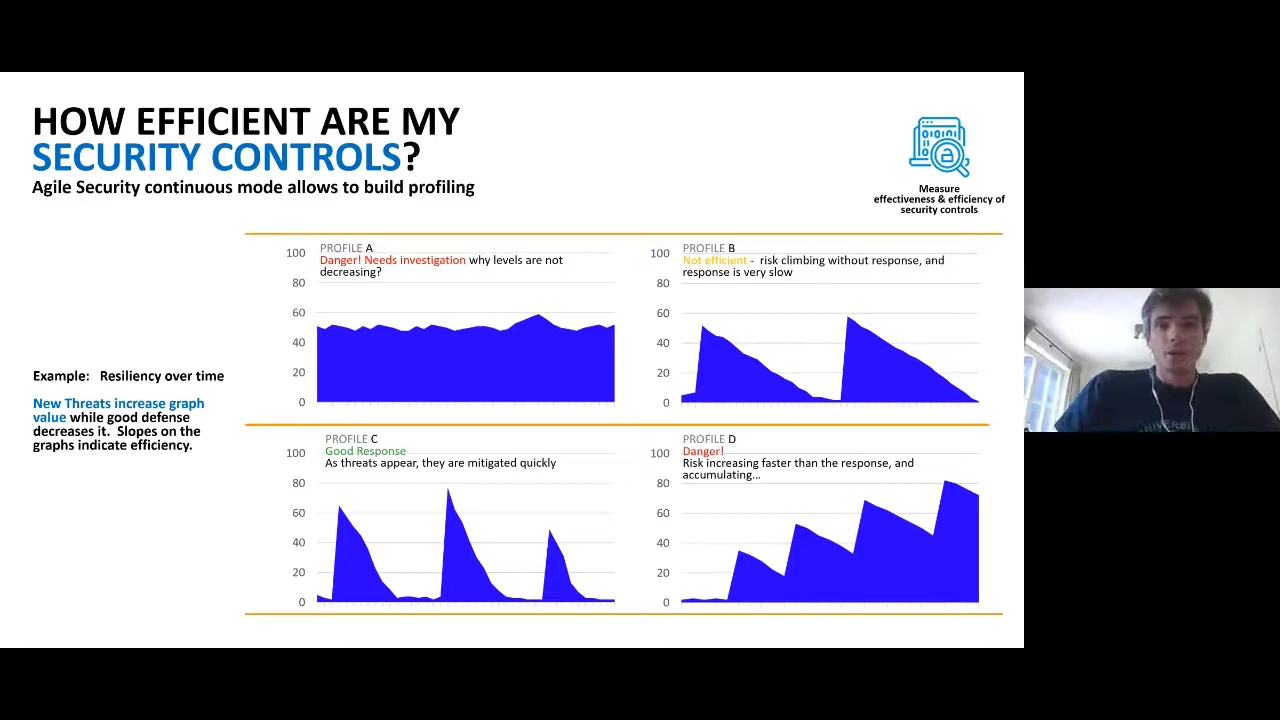 HOW EFFICIENT ARE MY
SECURITY CONTROLS?
Agile Security continuous mode allows to build profiling
Measure
effectiveness & efficiency of
security controls
Example: Resiliency over time
New Threats increase graph
value while good defense
decreases it. Slopes on the
graphs indicate efficiency.
PROFILE A
Danger! Needs investigation why levels are not
decreasing?
100
80
60
40
20
0
PROFILE B
Not efficient - risk climbing without response, and
response is very slow
100
80
60
40
20
0
PROFILE C
Good Response
As threats appear, they are mitigated quickly
100
80
60
40
20
0
PROFILE D
Danger!
Risk increasing faster than the response, and
accumulating...
100
80
60
40
20
0